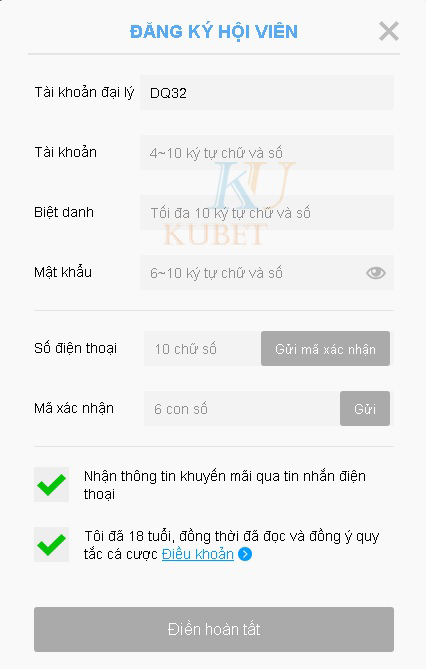 ĐĂNG KÝ HỘI VIÊN
Tài khoản đại lý DQ32
Tài khoản 4~10 ký tự chữ và số
Biệt danh Tối đa 10 ký tự chữ và số
KU
KUBET
Mật khẩu 6~10 ký tự chữ và số
Số điện thoại 10 chữ số Gửi mã xác nhận
Mã xác nhận 6 con số Gửi
Nhận thông tin khuyến mãi qua tin nhắn điện
thoại
Tôi đã 18 tuổi, đồng thời đã đọc và đồng ý quy
tắc cá cược Điều khoản
Điền hoàn tất